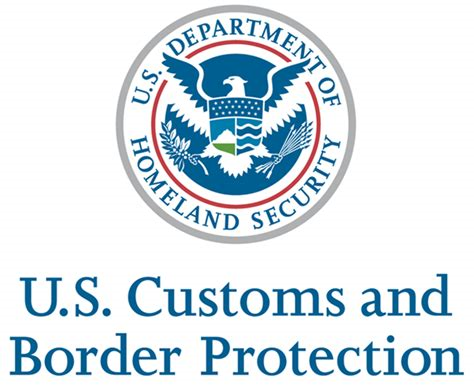 U.S. DEPARTMENT OF
HOMELAND SECURITY
U.S. Customs and
Border Protection